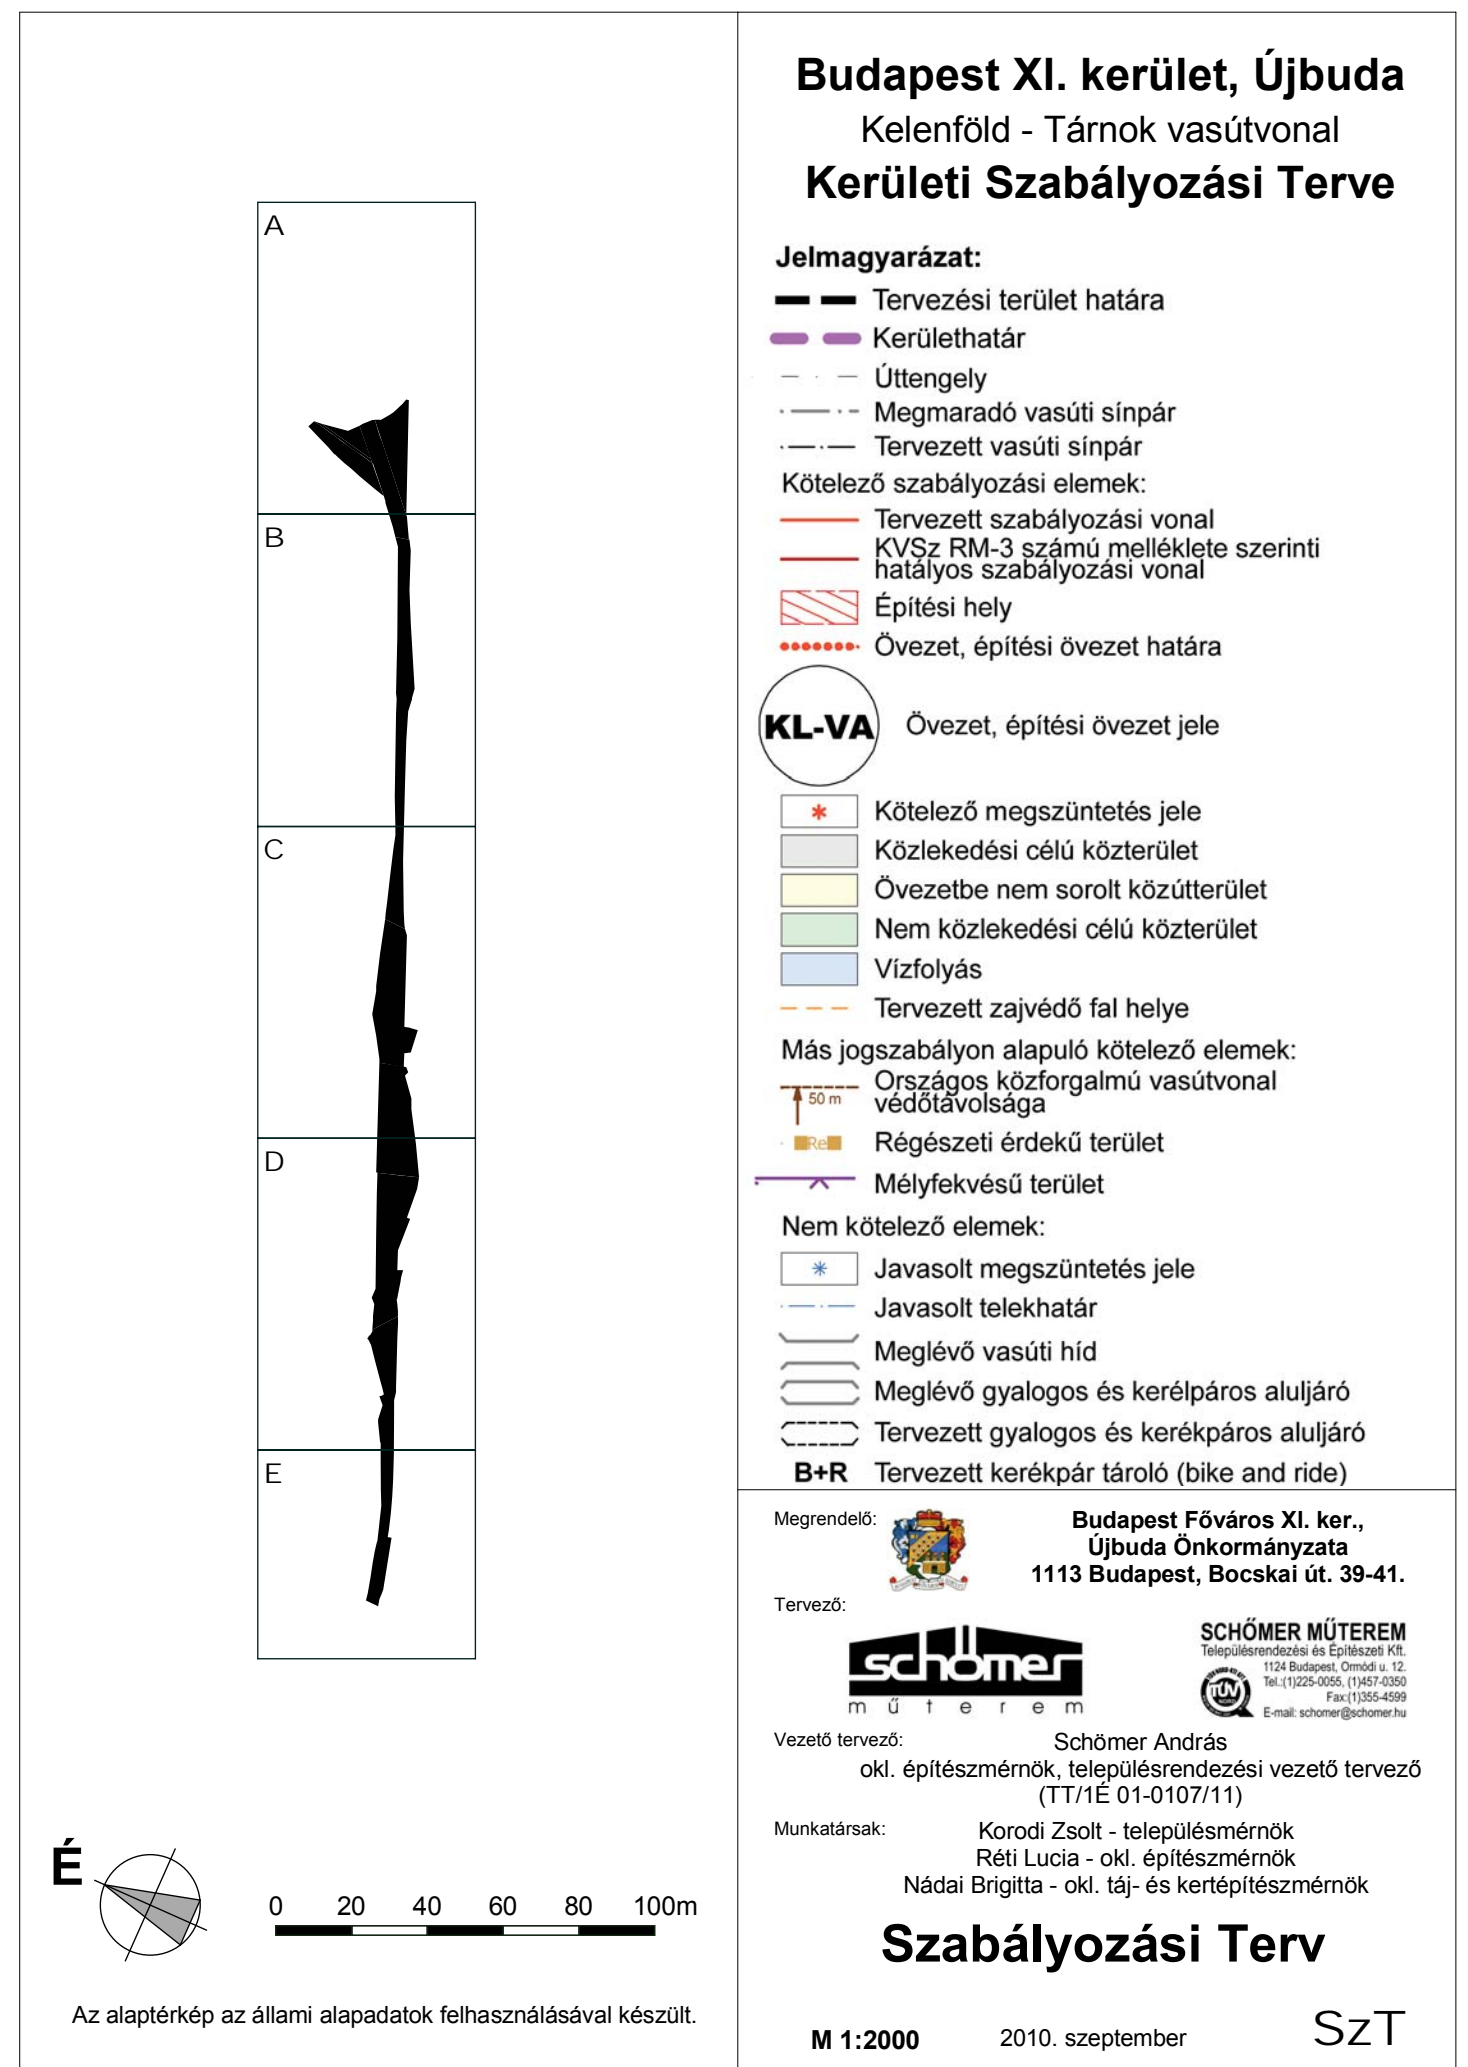 A
B
C
D
E
É
0 20 40 60 80 100m
Az alaptérkép az állami alapadatok felhasználásával készült.
Budapest XI. kerület, Újbuda
Kelenföld - Tárnok vasútvonal
Kerületi Szabályozási Terve
Jelmagyarázat:
Tervezési terület határa
Kerülethatár
Úttengely
Megmaradó vasúti sínpár
Tervezett vasúti sínpár
Kötelező szabályozási elemek:
Tervezett szabályozási vonal
KVSz RM-3 számú melléklete szerinti
hatályos szabályozási vonal
Építési hely
Övezet, építési övezet határa
KL-VA Övezet, építési övezet jele
Kötelező megszüntetés jele
Közlekedési célú közterület
Övezetbe nem sorolt közútterület
Nem közlekedési célú közterület
Vízfolyás
Tervezett zajvédő fal helye
Más jogszabályon alapuló kötelező elemek:
50 m Országos közforgalmú vasútvonal
védőtávolsága
Re Régészeti érdekű terület
Mélyfekvésű terület
Nem kötelező elemek:
Javasolt megszüntetés jele
Javasolt telekhatár
Meglévő vasúti híd
Meglévő gyalogos és kerélpáros aluljáró
Tervezett gyalogos és kerékpáros aluljáró
B+R Tervezett kerékpár tároló (bike and ride)
Megrendelő:
Budapest Főváros XI. ker.,
Újbuda Önkormányzata
1113 Budapest, Bocskai út. 39-41.
Tervező:
schömer
műterem
SCHÖMER MŰTEREM
Településrendezési és Építészeti Kft.
1124 Budapest, Ormódi u. 12.
Tel.:(1)225-0055, (1)457-0350
Fax:(1)355-4599
E-mail: schomer@schomer.hu
TÜV
Vezető tervező:
Schömer András
okl. építészmérnök, településrendezési vezető tervező
(TT/1É 01-0107/11)
Munkatársak:
Korodi Zsolt - településmérnök
Réti Lucia - okl. építészmérnök
Nádai Brigitta - okl. táj- és kertépítészmérnök
Szabályozási Terv
M 1:2000 2010. szeptember SzT